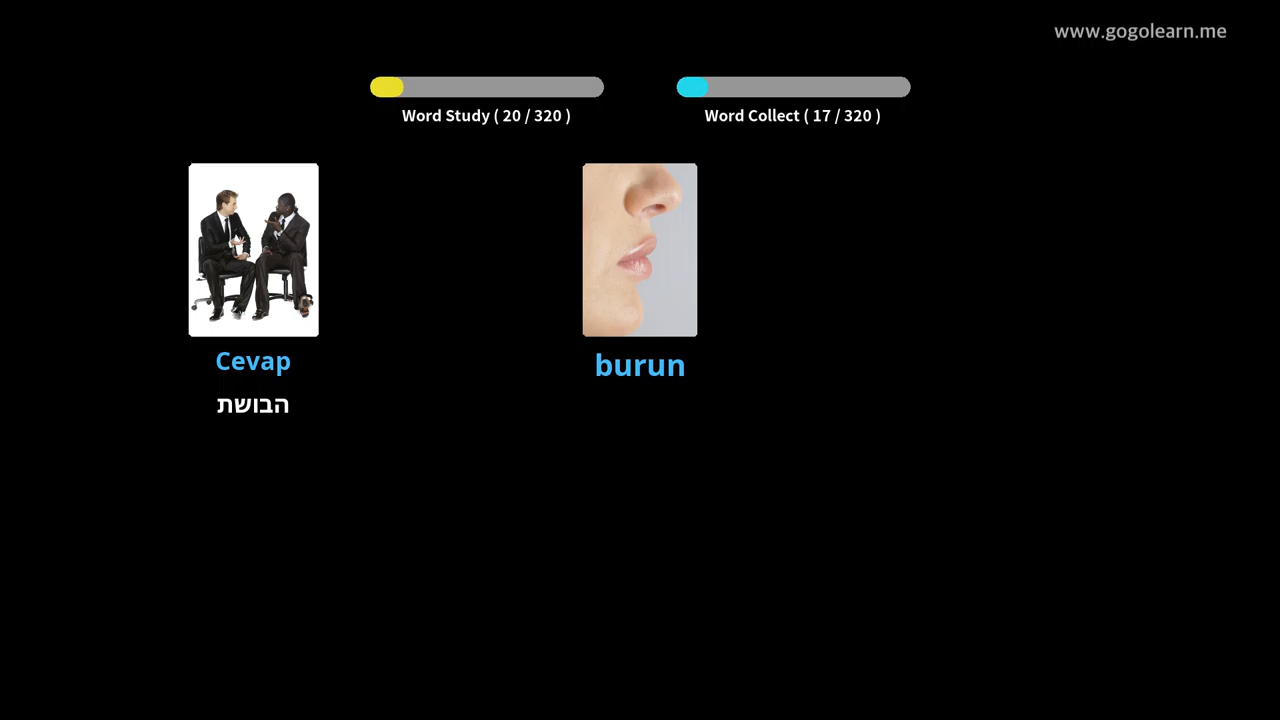 www.gogolearn.me
Word Study ( 20 / 320 )
Word Collect ( 17 / 320 )
Cevap
הבושת
burun